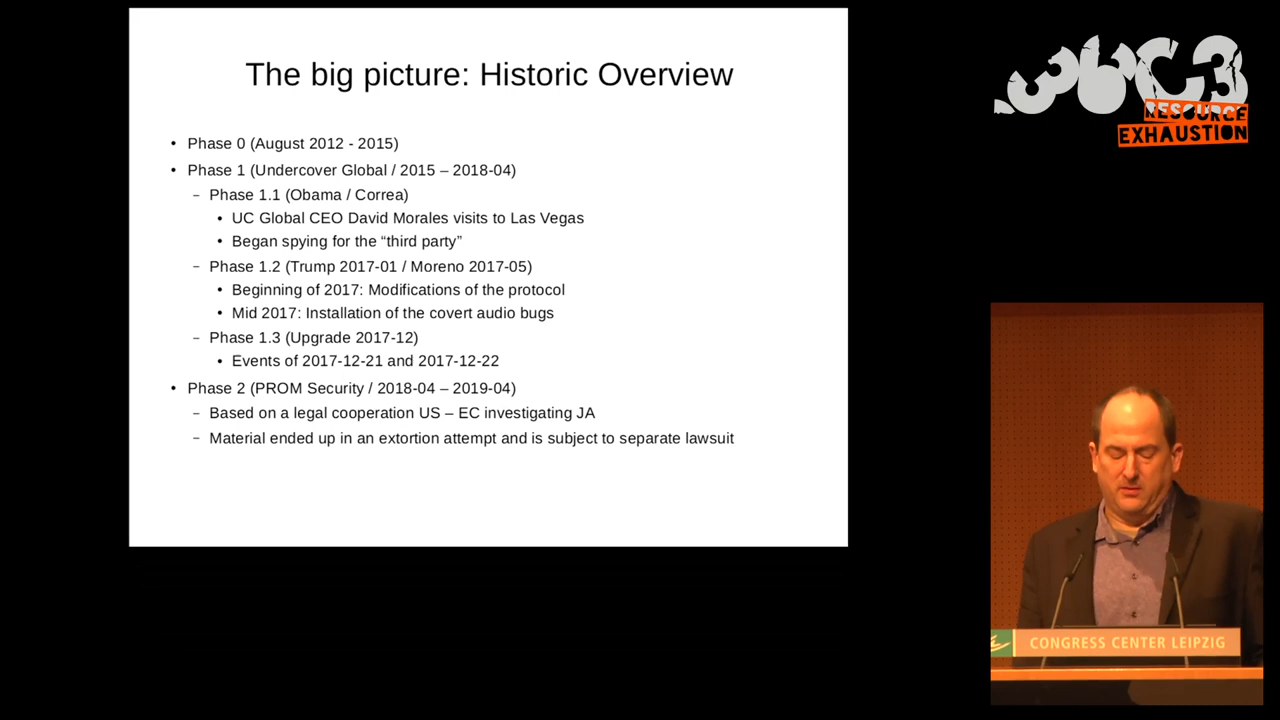 The big picture: Historic Overview
• Phase 0 (August 2012 - 2015)
• Phase 1 (Undercover Global / 2015 – 2018-04)
– Phase 1.1 (Obama / Correa)
• UC Global CEO David Morales visits to Las Vegas
• Began spying for the “third party”
– Phase 1.2 (Trump 2017-01 / Moreno 2017-05)
• Beginning of 2017: Modifications of the protocol
• Mid 2017: Installation of the covert audio bugs
– Phase 1.3 (Upgrade 2017-12)
• Events of 2017-12-21 and 2017-12-22
• Phase 2 (PROM Security / 2018-04 – 2019-04)
– Based on a legal cooperation US – EC investigating JA
– Material ended up in an extortion attempt and is subject to separate lawsuit
36C3
RESOURCE
EXHAUSTION
CONGRESS CENTER LEIPZIG